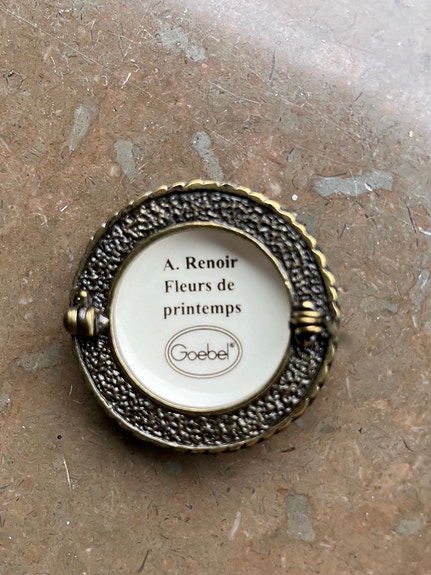 A. Renoir
Fleurs de
printemps
Goebel®